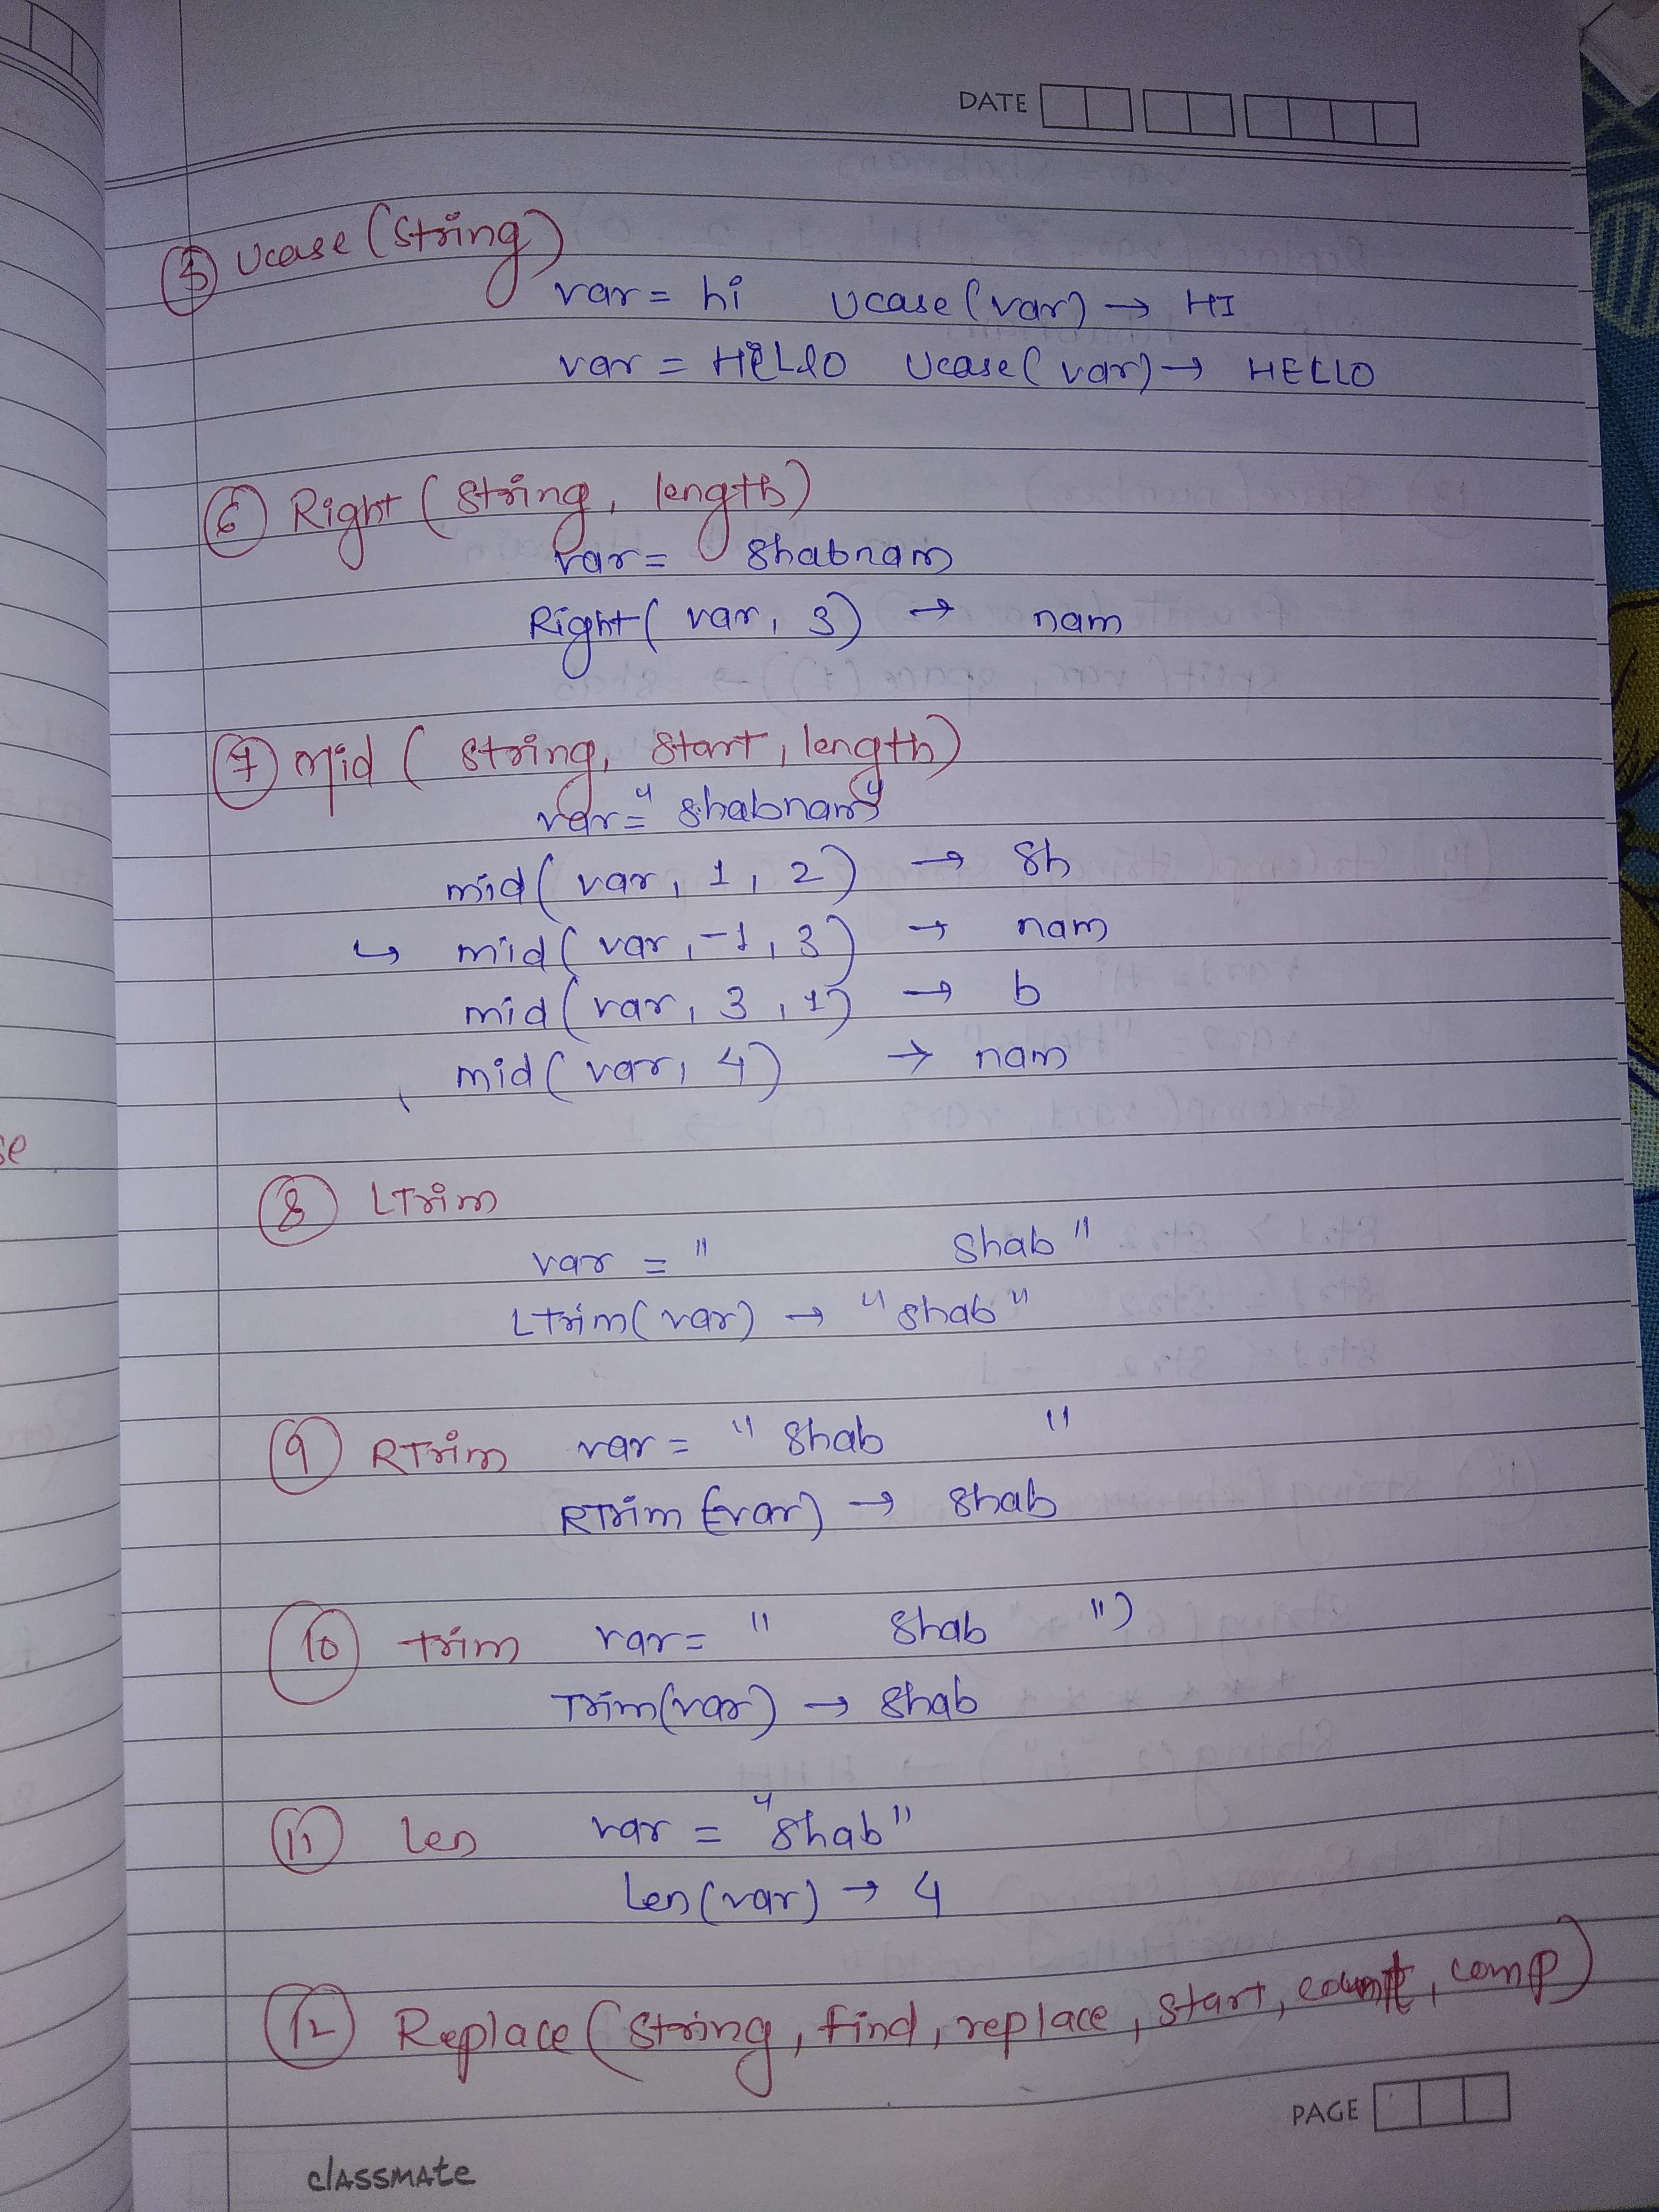 DATE
5 Ucase (String)
var = hi Ucase (var) → HI
var = HELlO Ucase( var) → HELLO
6 Right ( string, length)
var = Shabnam
Right( var, 3) → nam
7 mid ( string, start, length)
var = "shabnam"
mid( var, 1, 2) → Sh
↳ mid( var, -1, 3) → nam
mid( var, 3, 1) → b
mid( var, 4) → nam
se
8 LTrim
var = " Shab "
LTrim( var) → "shab"
9 RTrim var = " Shab "
RTrim (var) → Shab
10 trim var = " Shab ")
Trim(var) → Shab
11 Len var = "Shab"
Len(var) → 4
12 Replace ( string, find, replace, start, count, comp)
PAGE
classmate